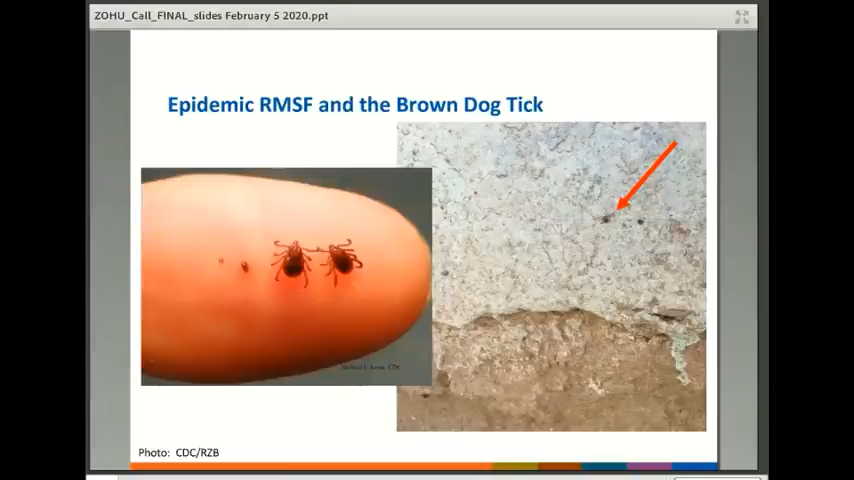 ZOHU_Call_FINAL_slides February 5 2020.ppt
Epidemic RMSF and the Brown Dog Tick
Photo: CDC/RZB